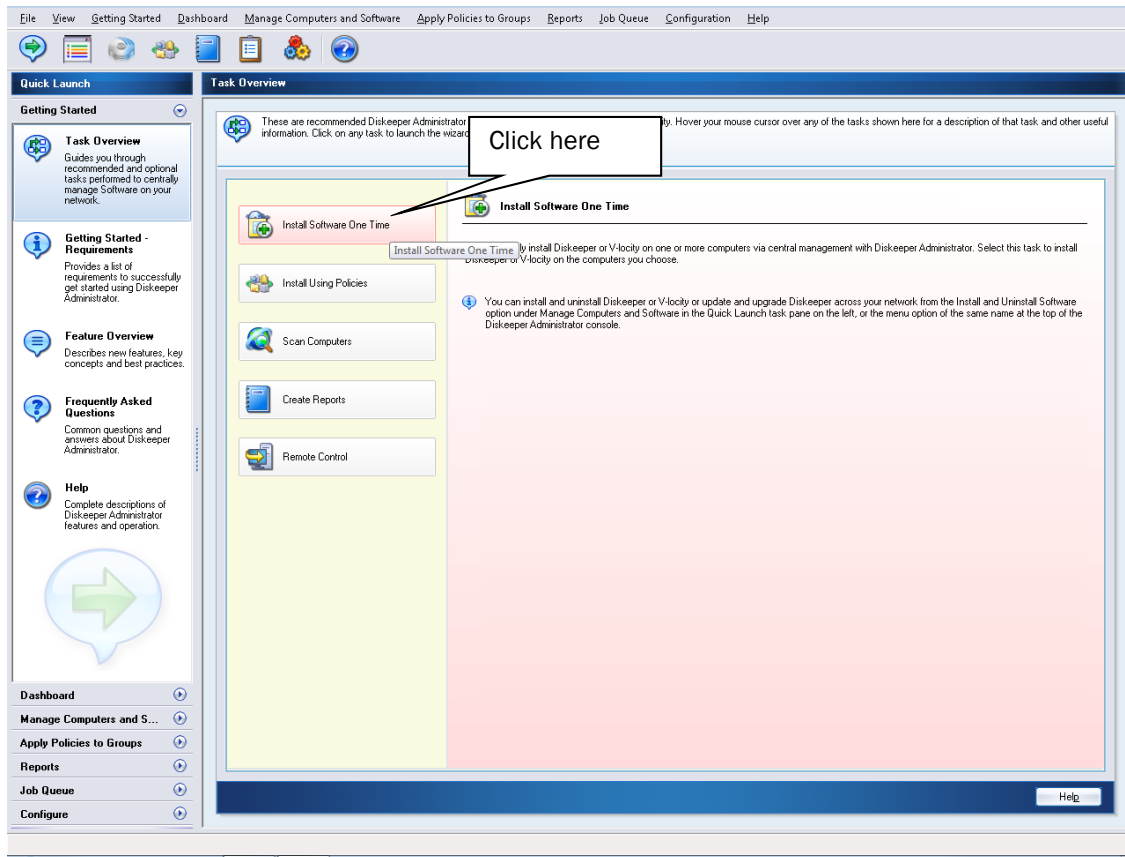 File View Getting Started Dashboard Manage Computers and Software Apply Policies to Groups Reports Job Queue Configuration Help
Quick Launch
Getting Started
Task Overview
Guides you through
recommended and optional
tasks performed to centrally
manage Software on your
network.
Getting Started -
Requirements
Provides a list of
requirements to successfully
get started using Diskeeper
Administrator.
Feature Overview
Describes new features, key
concepts and best practices.
Frequently Asked
Questions
Common questions and
answers about Diskeeper
Administrator.
Help
Complete descriptions of
Diskeeper Administrator
features and operation.
Dashboard
Manage Computers and S...
Apply Policies to Groups
Reports
Job Queue
Configure
Task Overview
These are recommended Diskeeper Administrator Hover your mouse cursor over any of the tasks shown here for a description of that task and other useful
information. Click on any task to launch the
Click here
Install Software One Time
Install Software One Time
Install Using Policies
Scan Computers
Create Reports
Remote Control
Install Software One Time
install Diskeeper or V-locity on one or more computers via central management with Diskeeper Administrator. Select this task to install
Diskeeper or V-locity on the computers you choose.
You can install and uninstall Diskeeper or V-locity or update and upgrade Diskeeper across your network from the Install and Uninstall Software
option under Manage Computers and Software in the Quick Launch task pane on the left, or the menu option of the same name at the top of the
Diskeeper Administrator console.
Help